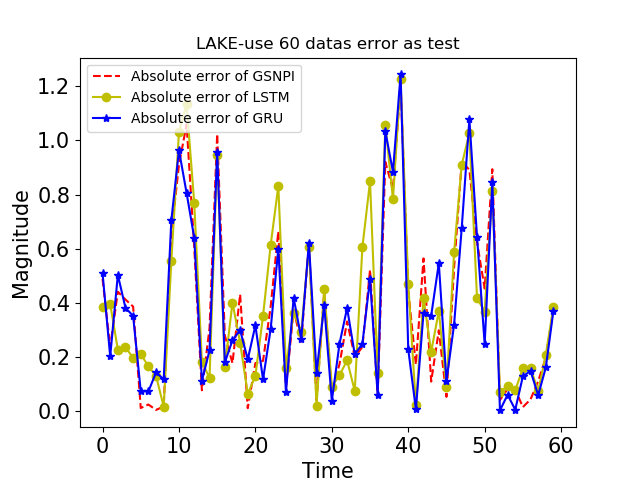 LAKE-use 60 datas error as test
Absolute error of GSNPI
Absolute error of LSTM
Absolute error of GRU
Magnitude
1.2
1.0
0.8
0.6
0.4
0.2
0.0
0 10 20 30 40 50 60
Time